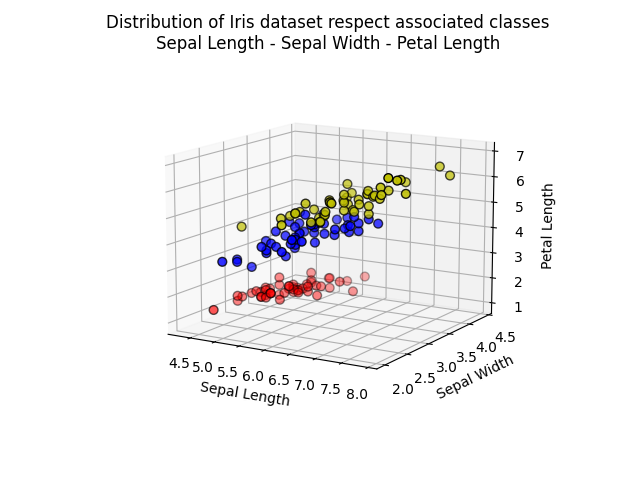 Distribution of Iris dataset respect associated classes
Sepal Length - Sepal Width - Petal Length
7
6
5
4
3
2
1
Petal Length
4.5 5.0 5.5 6.0 6.5 7.0 7.5 8.0
Sepal Length
2.0 2.5 3.0 3.5 4.0 4.5
Sepal Width